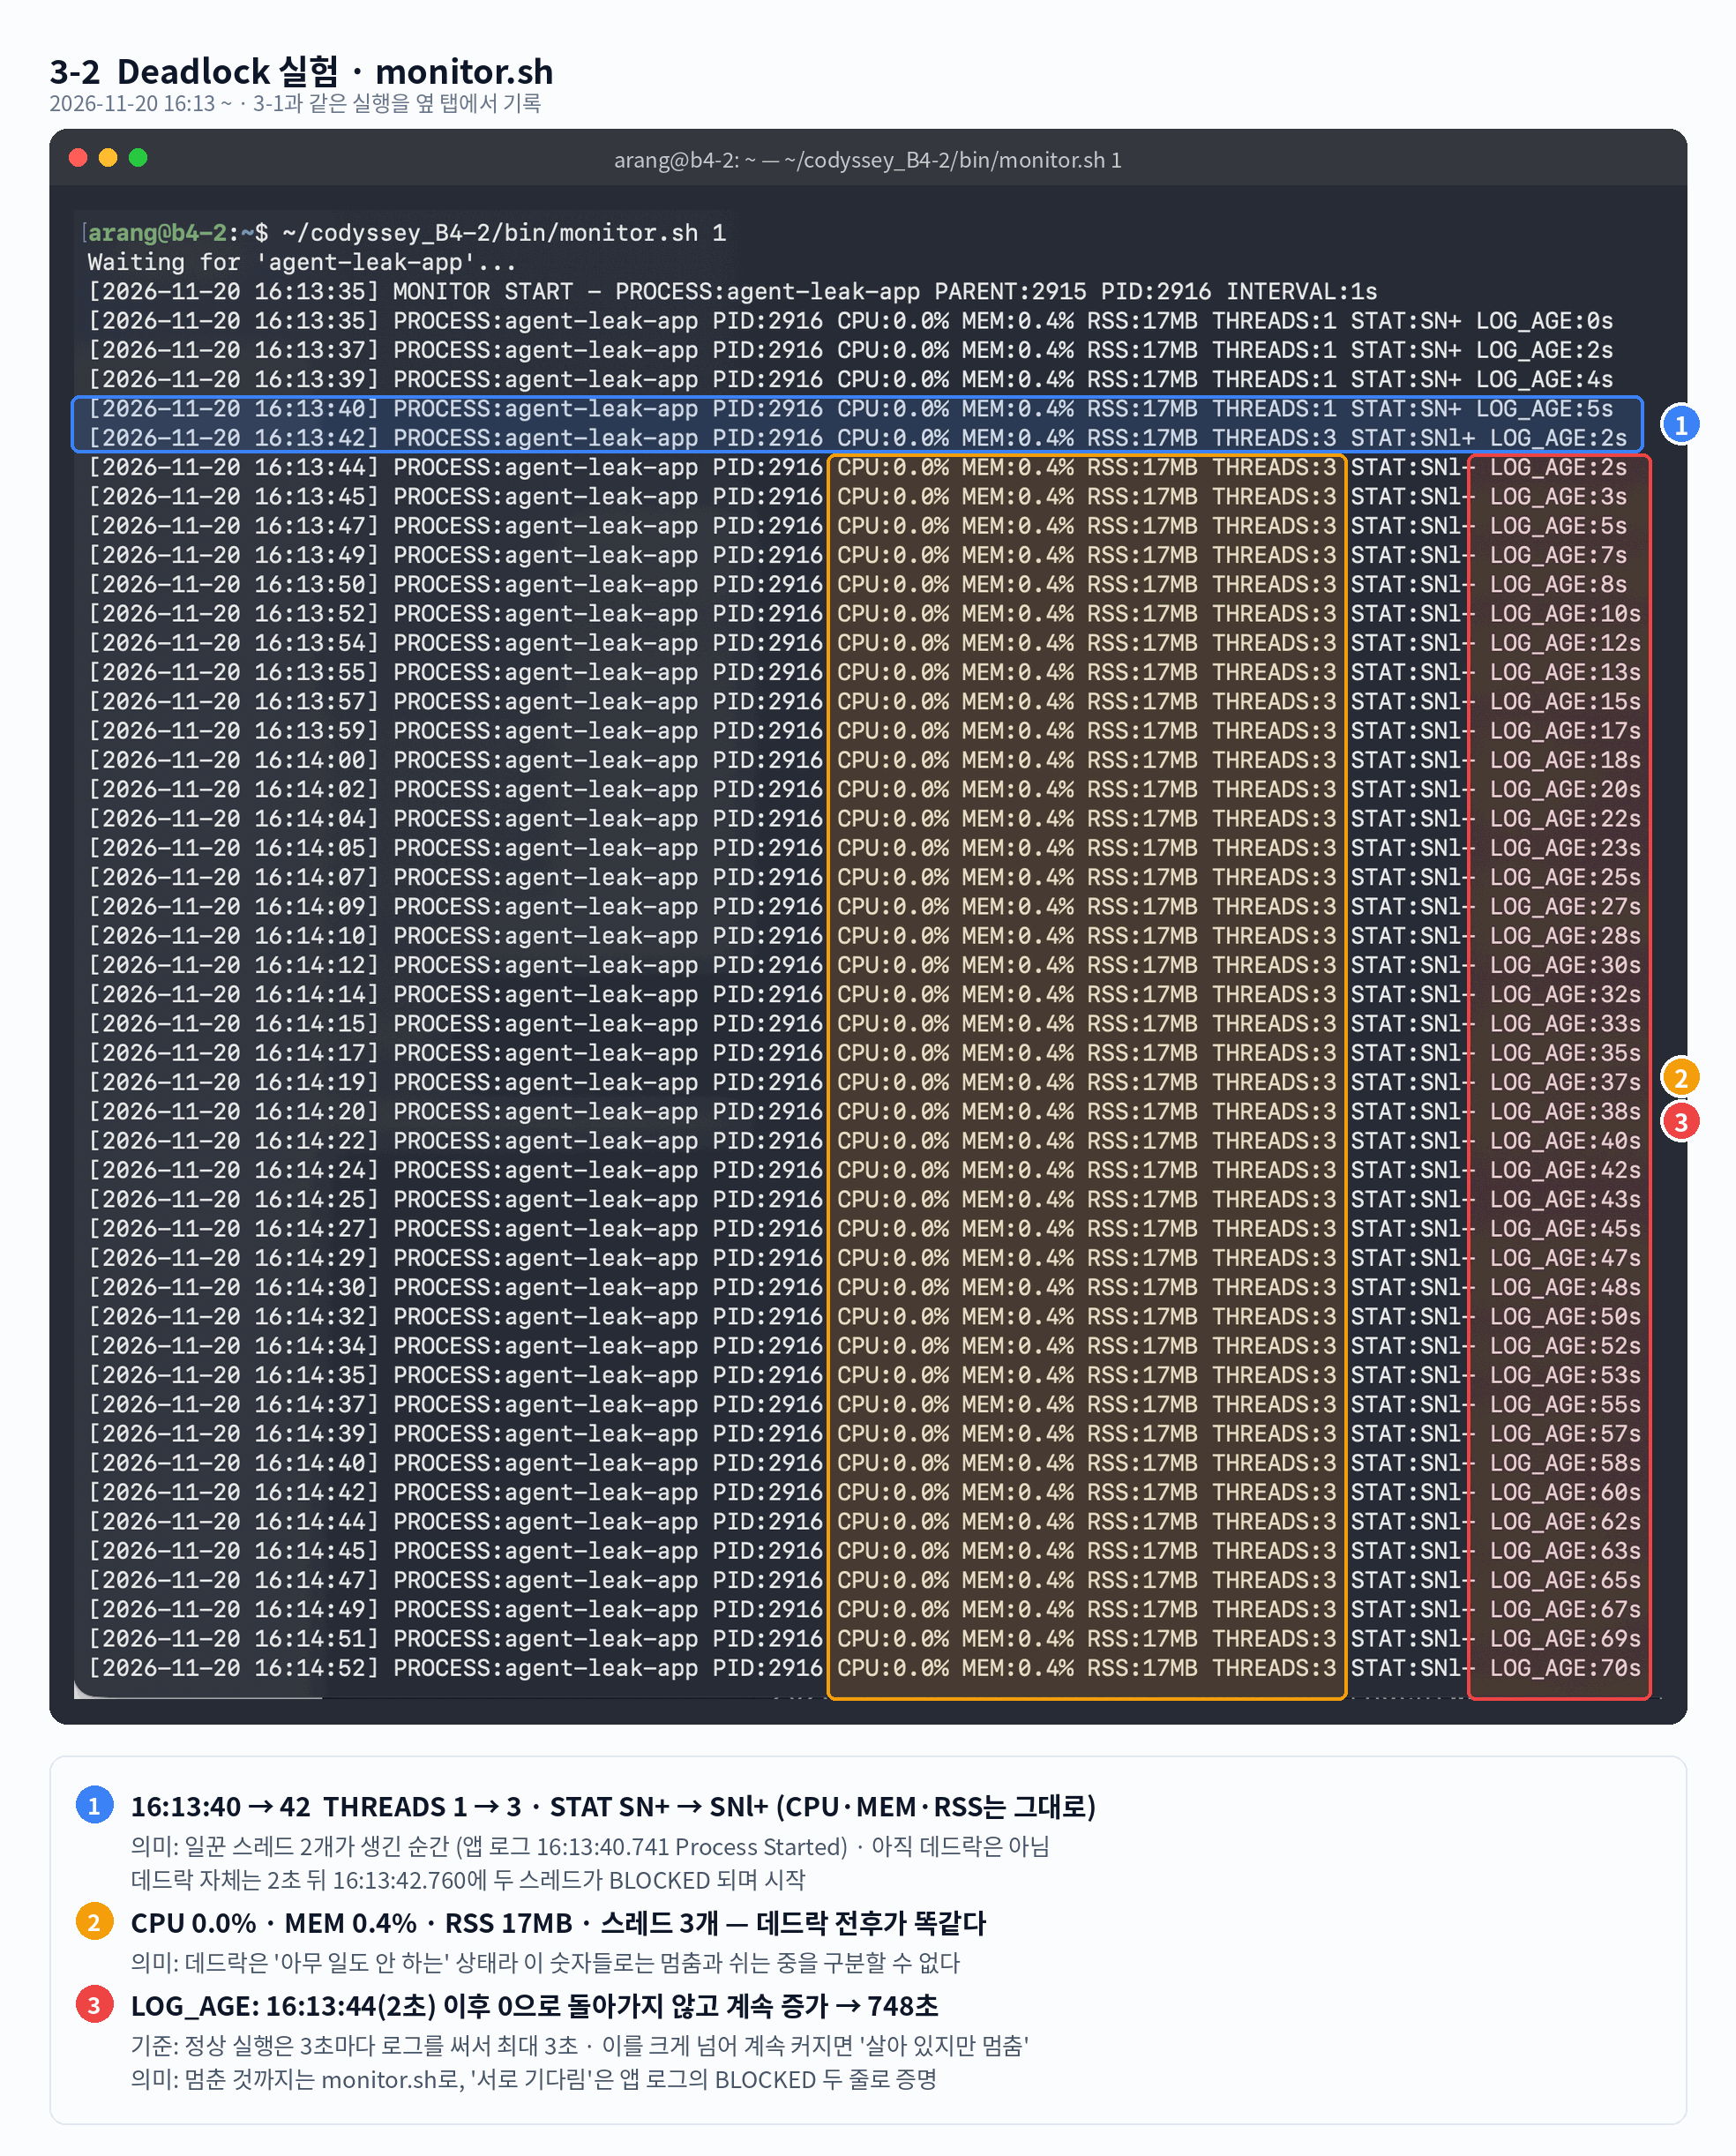 3-2 Deadlock 실험 · monitor.sh
2026-11-20 16:13 ~ · 3-1과 같은 실행을 옆 탭에서 기록
arang@b4-2: ~ — ~/codyssey_B4-2/bin/monitor.sh 1
[arang@b4-2:~$ ~/codyssey_B4-2/bin/monitor.sh 1
Waiting for 'agent-leak-app'...
[2026-11-20 16:13:35] MONITOR START - PROCESS:agent-leak-app PARENT:2915 PID:2916 INTERVAL:1s
[2026-11-20 16:13:35] PROCESS:agent-leak-app PID:2916 CPU:0.0% MEM:0.4% RSS:17MB THREADS:1 STAT:SN+ LOG_AGE:0s
[2026-11-20 16:13:37] PROCESS:agent-leak-app PID:2916 CPU:0.0% MEM:0.4% RSS:17MB THREADS:1 STAT:SN+ LOG_AGE:2s
[2026-11-20 16:13:39] PROCESS:agent-leak-app PID:2916 CPU:0.0% MEM:0.4% RSS:17MB THREADS:1 STAT:SN+ LOG_AGE:4s
[2026-11-20 16:13:40] PROCESS:agent-leak-app PID:2916 CPU:0.0% MEM:0.4% RSS:17MB THREADS:1 STAT:SN+ LOG_AGE:5s
[2026-11-20 16:13:42] PROCESS:agent-leak-app PID:2916 CPU:0.0% MEM:0.4% RSS:17MB THREADS:3 STAT:SNl+ LOG_AGE:2s
1
[2026-11-20 16:13:44] PROCESS:agent-leak-app PID:2916 CPU:0.0% MEM:0.4% RSS:17MB THREADS:3 STAT:SNl+ LOG_AGE:2s
[2026-11-20 16:13:45] PROCESS:agent-leak-app PID:2916 CPU:0.0% MEM:0.4% RSS:17MB THREADS:3 STAT:SNl+ LOG_AGE:3s
[2026-11-20 16:13:47] PROCESS:agent-leak-app PID:2916 CPU:0.0% MEM:0.4% RSS:17MB THREADS:3 STAT:SNl+ LOG_AGE:5s
[2026-11-20 16:13:49] PROCESS:agent-leak-app PID:2916 CPU:0.0% MEM:0.4% RSS:17MB THREADS:3 STAT:SNl+ LOG_AGE:7s
[2026-11-20 16:13:50] PROCESS:agent-leak-app PID:2916 CPU:0.0% MEM:0.4% RSS:17MB THREADS:3 STAT:SNl+ LOG_AGE:8s
[2026-11-20 16:13:52] PROCESS:agent-leak-app PID:2916 CPU:0.0% MEM:0.4% RSS:17MB THREADS:3 STAT:SNl+ LOG_AGE:10s
[2026-11-20 16:13:54] PROCESS:agent-leak-app PID:2916 CPU:0.0% MEM:0.4% RSS:17MB THREADS:3 STAT:SNl+ LOG_AGE:12s
[2026-11-20 16:13:55] PROCESS:agent-leak-app PID:2916 CPU:0.0% MEM:0.4% RSS:17MB THREADS:3 STAT:SNl+ LOG_AGE:13s
[2026-11-20 16:13:57] PROCESS:agent-leak-app PID:2916 CPU:0.0% MEM:0.4% RSS:17MB THREADS:3 STAT:SNl+ LOG_AGE:15s
[2026-11-20 16:13:59] PROCESS:agent-leak-app PID:2916 CPU:0.0% MEM:0.4% RSS:17MB THREADS:3 STAT:SNl+ LOG_AGE:17s
[2026-11-20 16:14:00] PROCESS:agent-leak-app PID:2916 CPU:0.0% MEM:0.4% RSS:17MB THREADS:3 STAT:SNl+ LOG_AGE:18s
[2026-11-20 16:14:02] PROCESS:agent-leak-app PID:2916 CPU:0.0% MEM:0.4% RSS:17MB THREADS:3 STAT:SNl+ LOG_AGE:20s
[2026-11-20 16:14:04] PROCESS:agent-leak-app PID:2916 CPU:0.0% MEM:0.4% RSS:17MB THREADS:3 STAT:SNl+ LOG_AGE:22s
[2026-11-20 16:14:05] PROCESS:agent-leak-app PID:2916 CPU:0.0% MEM:0.4% RSS:17MB THREADS:3 STAT:SNl+ LOG_AGE:23s
[2026-11-20 16:14:07] PROCESS:agent-leak-app PID:2916 CPU:0.0% MEM:0.4% RSS:17MB THREADS:3 STAT:SNl+ LOG_AGE:25s
[2026-11-20 16:14:09] PROCESS:agent-leak-app PID:2916 CPU:0.0% MEM:0.4% RSS:17MB THREADS:3 STAT:SNl+ LOG_AGE:27s
[2026-11-20 16:14:10] PROCESS:agent-leak-app PID:2916 CPU:0.0% MEM:0.4% RSS:17MB THREADS:3 STAT:SNl+ LOG_AGE:28s
[2026-11-20 16:14:12] PROCESS:agent-leak-app PID:2916 CPU:0.0% MEM:0.4% RSS:17MB THREADS:3 STAT:SNl+ LOG_AGE:30s
[2026-11-20 16:14:14] PROCESS:agent-leak-app PID:2916 CPU:0.0% MEM:0.4% RSS:17MB THREADS:3 STAT:SNl+ LOG_AGE:32s
[2026-11-20 16:14:15] PROCESS:agent-leak-app PID:2916 CPU:0.0% MEM:0.4% RSS:17MB THREADS:3 STAT:SNl+ LOG_AGE:33s
[2026-11-20 16:14:17] PROCESS:agent-leak-app PID:2916 CPU:0.0% MEM:0.4% RSS:17MB THREADS:3 STAT:SNl+ LOG_AGE:35s
[2026-11-20 16:14:19] PROCESS:agent-leak-app PID:2916 CPU:0.0% MEM:0.4% RSS:17MB THREADS:3 STAT:SNl+ LOG_AGE:37s
2
[2026-11-20 16:14:20] PROCESS:agent-leak-app PID:2916 CPU:0.0% MEM:0.4% RSS:17MB THREADS:3 STAT:SNl+ LOG_AGE:38s
3
[2026-11-20 16:14:22] PROCESS:agent-leak-app PID:2916 CPU:0.0% MEM:0.4% RSS:17MB THREADS:3 STAT:SNl+ LOG_AGE:40s
[2026-11-20 16:14:24] PROCESS:agent-leak-app PID:2916 CPU:0.0% MEM:0.4% RSS:17MB THREADS:3 STAT:SNl+ LOG_AGE:42s
[2026-11-20 16:14:25] PROCESS:agent-leak-app PID:2916 CPU:0.0% MEM:0.4% RSS:17MB THREADS:3 STAT:SNl+ LOG_AGE:43s
[2026-11-20 16:14:27] PROCESS:agent-leak-app PID:2916 CPU:0.0% MEM:0.4% RSS:17MB THREADS:3 STAT:SNl+ LOG_AGE:45s
[2026-11-20 16:14:29] PROCESS:agent-leak-app PID:2916 CPU:0.0% MEM:0.4% RSS:17MB THREADS:3 STAT:SNl+ LOG_AGE:47s
[2026-11-20 16:14:30] PROCESS:agent-leak-app PID:2916 CPU:0.0% MEM:0.4% RSS:17MB THREADS:3 STAT:SNl+ LOG_AGE:48s
[2026-11-20 16:14:32] PROCESS:agent-leak-app PID:2916 CPU:0.0% MEM:0.4% RSS:17MB THREADS:3 STAT:SNl+ LOG_AGE:50s
[2026-11-20 16:14:34] PROCESS:agent-leak-app PID:2916 CPU:0.0% MEM:0.4% RSS:17MB THREADS:3 STAT:SNl+ LOG_AGE:52s
[2026-11-20 16:14:35] PROCESS:agent-leak-app PID:2916 CPU:0.0% MEM:0.4% RSS:17MB THREADS:3 STAT:SNl+ LOG_AGE:53s
[2026-11-20 16:14:37] PROCESS:agent-leak-app PID:2916 CPU:0.0% MEM:0.4% RSS:17MB THREADS:3 STAT:SNl+ LOG_AGE:55s
[2026-11-20 16:14:39] PROCESS:agent-leak-app PID:2916 CPU:0.0% MEM:0.4% RSS:17MB THREADS:3 STAT:SNl+ LOG_AGE:57s
[2026-11-20 16:14:40] PROCESS:agent-leak-app PID:2916 CPU:0.0% MEM:0.4% RSS:17MB THREADS:3 STAT:SNl+ LOG_AGE:58s
[2026-11-20 16:14:42] PROCESS:agent-leak-app PID:2916 CPU:0.0% MEM:0.4% RSS:17MB THREADS:3 STAT:SNl+ LOG_AGE:60s
[2026-11-20 16:14:44] PROCESS:agent-leak-app PID:2916 CPU:0.0% MEM:0.4% RSS:17MB THREADS:3 STAT:SNl+ LOG_AGE:62s
[2026-11-20 16:14:45] PROCESS:agent-leak-app PID:2916 CPU:0.0% MEM:0.4% RSS:17MB THREADS:3 STAT:SNl+ LOG_AGE:63s
[2026-11-20 16:14:47] PROCESS:agent-leak-app PID:2916 CPU:0.0% MEM:0.4% RSS:17MB THREADS:3 STAT:SNl+ LOG_AGE:65s
[2026-11-20 16:14:49] PROCESS:agent-leak-app PID:2916 CPU:0.0% MEM:0.4% RSS:17MB THREADS:3 STAT:SNl+ LOG_AGE:67s
[2026-11-20 16:14:51] PROCESS:agent-leak-app PID:2916 CPU:0.0% MEM:0.4% RSS:17MB THREADS:3 STAT:SNl+ LOG_AGE:69s
[2026-11-20 16:14:52] PROCESS:agent-leak-app PID:2916 CPU:0.0% MEM:0.4% RSS:17MB THREADS:3 STAT:SNl+ LOG_AGE:70s
1 16:13:40 → 42 THREADS 1 → 3 · STAT SN+ → SNl+ (CPU·MEM·RSS는 그대로)
의미: 일꾼 스레드 2개가 생긴 순간 (앱 로그 16:13:40.741 Process Started) · 아직 데드락은 아님
데드락 자체는 2초 뒤 16:13:42.760에 두 스레드가 BLOCKED 되며 시작
2 CPU 0.0% · MEM 0.4% · RSS 17MB · 스레드 3개 — 데드락 전후가 똑같다
의미: 데드락은 '아무 일도 안 하는' 상태라 이 숫자들로는 멈춤과 쉬는 중을 구분할 수 없다
3 LOG_AGE: 16:13:44(2초) 이후 0으로 돌아가지 않고 계속 증가 → 748초
기준: 정상 실행은 3초마다 로그를 써서 최대 3초 · 이를 크게 넘어 계속 커지면 '살아 있지만 멈춤'
의미: 멈춘 것까지는 monitor.sh로, '서로 기다림'은 앱 로그의 BLOCKED 두 줄로 증명